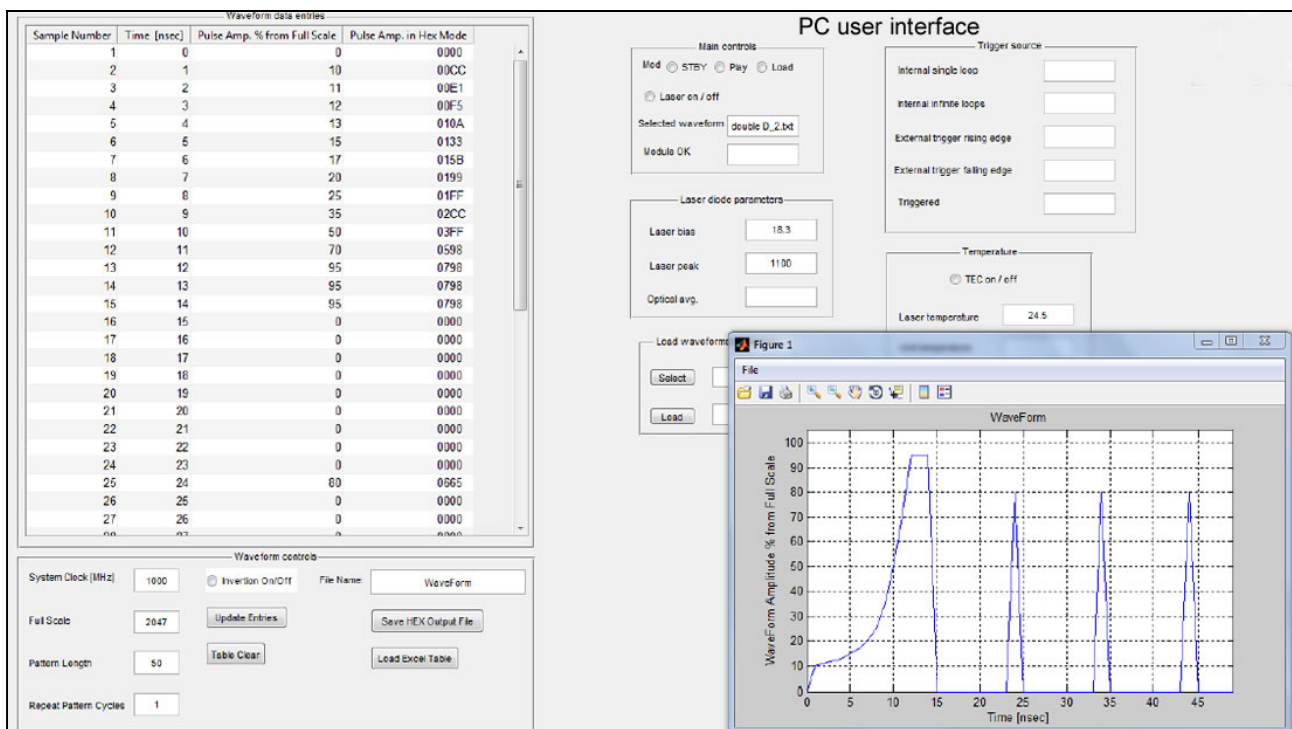 PC user interface
Waveform data entries
Sample Number Time [nsec] Pulse Amp. % from Full Scale Pulse Amp. in Hex Mode
1 0 0 0000
2 1 10 00CC
3 2 11 00E1
4 3 12 00F5
5 4 13 010A
6 5 15 0133
7 6 17 015B
8 7 20 0199
9 8 25 01FF
10 9 35 02CC
11 10 50 03FF
12 11 70 0598
13 12 95 0798
14 13 95 0798
15 14 95 0798
16 15 0 0000
17 16 0 0000
18 17 0 0000
19 18 0 0000
20 19 0 0000
21 20 0 0000
22 21 0 0000
23 22 0 0000
24 23 0 0000
25 24 80 0665
26 25 0 0000
27 26 0 0000
28 27 0 0000
Waveform controls
System Clock [MHz] 1000 Invertion On/Off File Name: WaveForm
Full Scale 2047 Update Entries Save HEX Output File
Pattern Length 50 Table Clear Load Excel Table
Repeat Pattern Cycles 1
Main controls
Mod STBY Play Load
Laser on / off
Selected waveform double D_2.txt
Module OK
Trigger source
Internal single loop
Internal infinite loops
External trigger rising edge
External trigger falling edge
Triggered
Laser diode parameters
Laser bias 18.3
Laser peak 1100
Optical avg.
Temperature
TEC on / off
Laser temperature 24.5
Load waveform
Select
Load
Figure 1
File
WaveForm
WaveForm Amplitude % from Full Scale
100
90
80
70
60
50
40
30
20
10
0
0 5 10 15 20 25 30 35 40 45
Time [nsec]